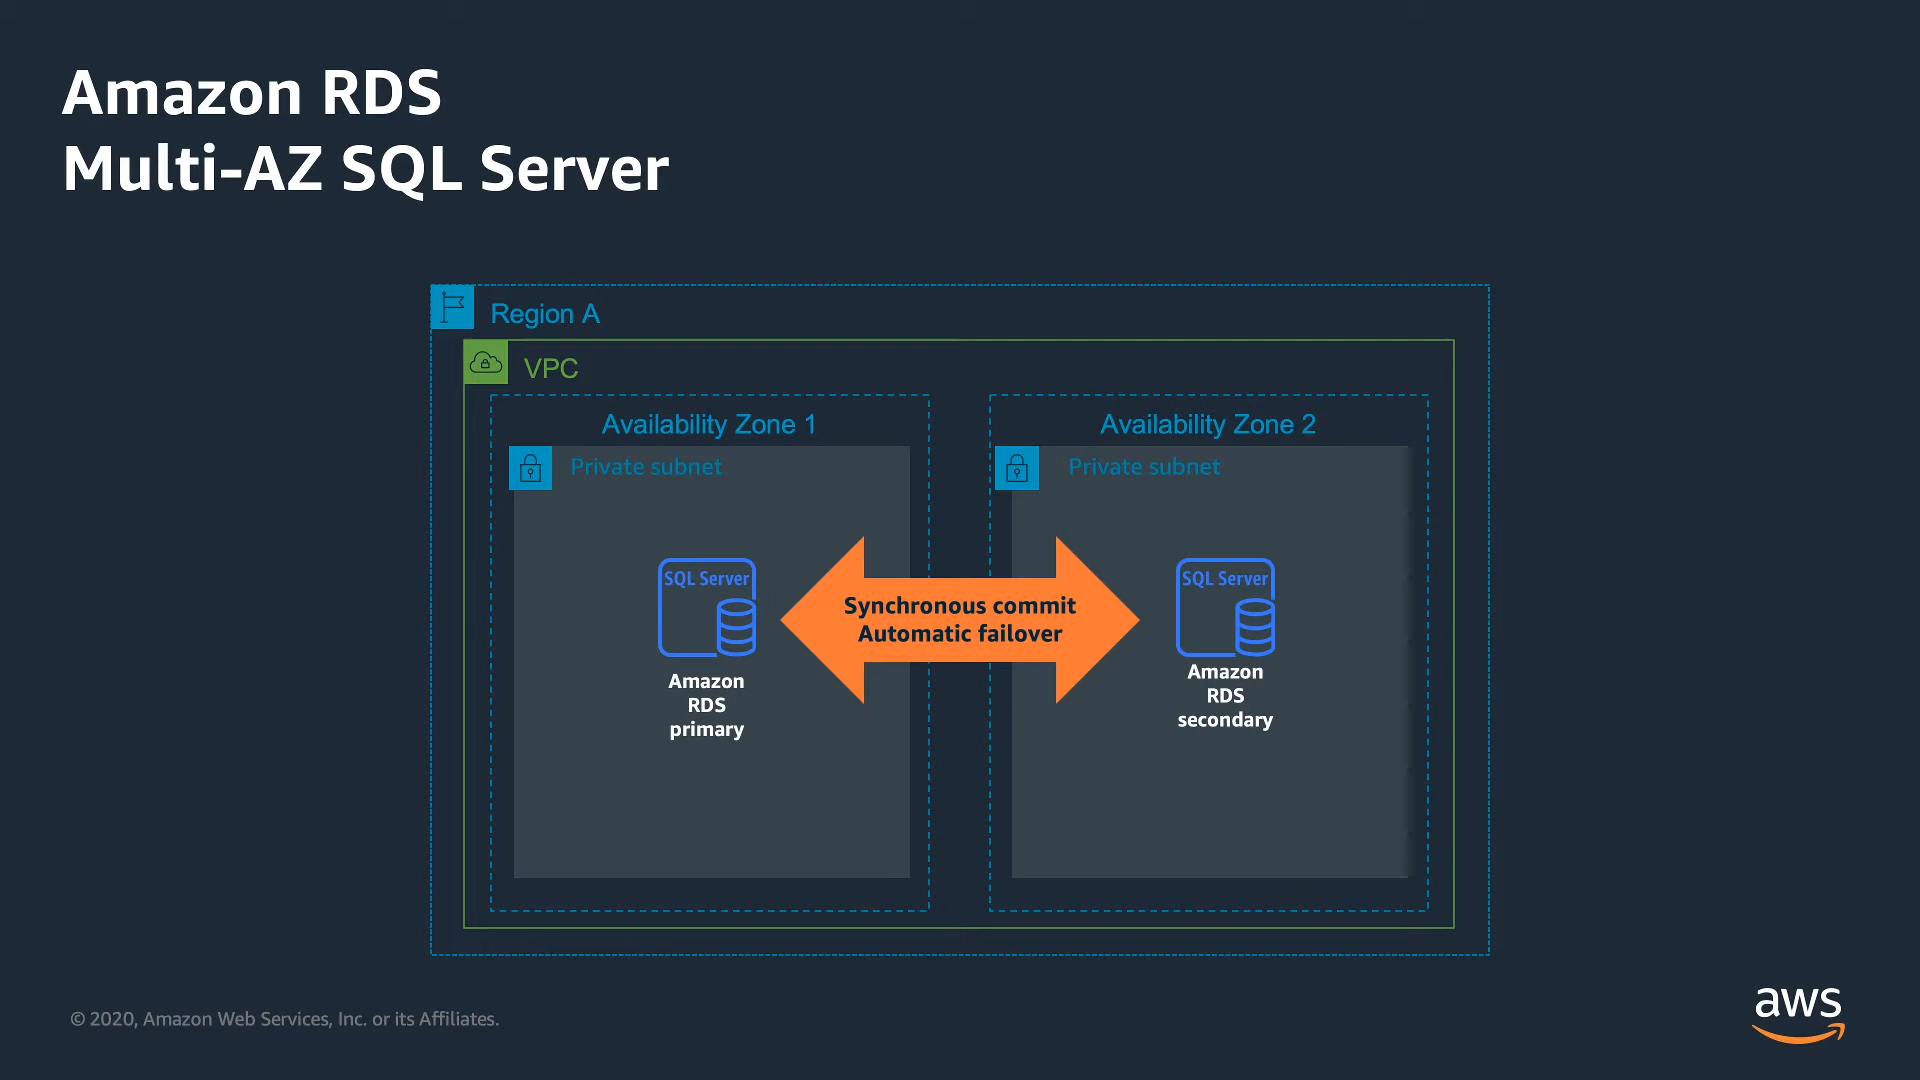 Amazon RDS
Multi-AZ SQL Server
Region A
VPC
Availability Zone 1
Private subnet
SQL Server
Amazon
RDS
primary
Synchronous commit
Automatic failover
Availability Zone 2
Private subnet
SQL Server
Amazon
RDS
secondary
© 2020, Amazon Web Services, Inc. or its Affiliates.
aws